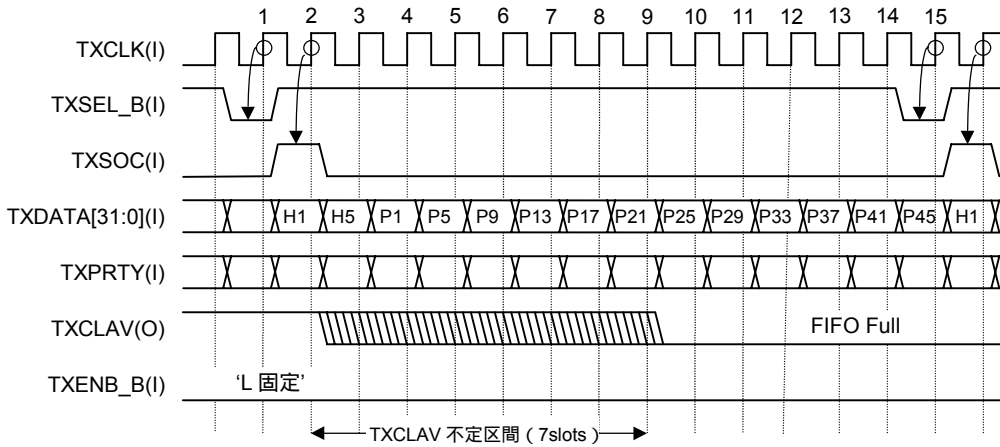 1 2 3 4 5 6 7 8 9 10 11 12 13 14 15
TXCLK(I)
TXSEL_B(I)
TXSOC(I)
TXDATA[31:0](I) H1 H5 P1 P5 P9 P13 P17 P21 P25 P29 P33 P37 P41 P45 H1
TXPRTY(I)
TXCLAV(O) FIFO Full
TXENB_B(I) ‘L 固定’
TXCLAV 不定区間（7slots）